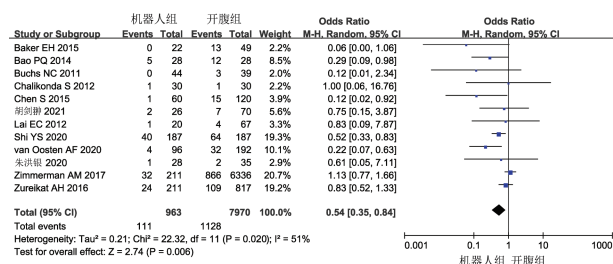 机器人组 开腹组 Odds Ratio Odds Ratio
Study or Subgroup Events Total Events Total Weight M-H, Random, 95% CI M-H, Random, 95% CI
Baker EH 2015 0 22 13 49 2.2% 0.06 [0.00, 1.06]
Bao PQ 2014 5 28 12 28 8.2% 0.29 [0.09, 0.98]
Buchs NC 2011 0 44 3 39 2.0% 0.12 [0.01, 2.34]
Chalikonda S 2012 1 30 1 30 2.3% 1.00 [0.06, 16.76]
Chen S 2015 1 60 15 120 3.9% 0.12 [0.02, 0.92]
胡剑翀 2021 2 26 7 70 5.2% 0.75 [0.15, 3.87]
Lai EC 2012 1 20 4 67 3.3% 0.83 [0.09, 7.87]
Shi YS 2020 40 187 64 187 20.5% 0.52 [0.33, 0.83]
van Oosten AF 2020 4 96 32 192 9.5% 0.22 [0.07, 0.63]
朱洪银 2020 1 28 2 35 2.9% 0.61 [0.05, 7.11]
Zimmerman AM 2017 32 211 866 6336 21.7% 1.13 [0.77, 1.66]
Zureikat AH 2016 24 211 109 817 20.3% 0.83 [0.52, 1.33]
Total (95% CI) 963 7970 100.0% 0.54 [0.35, 0.84]
Total events 111 1128
Heterogeneity: Tau² = 0.21; Chi² = 22.32, df = 11 (P = 0.020); I² = 51%
Test for overall effect: Z = 2.74 (P = 0.006)
0.001 0.1 1 10 1000
机器人组 开腹组